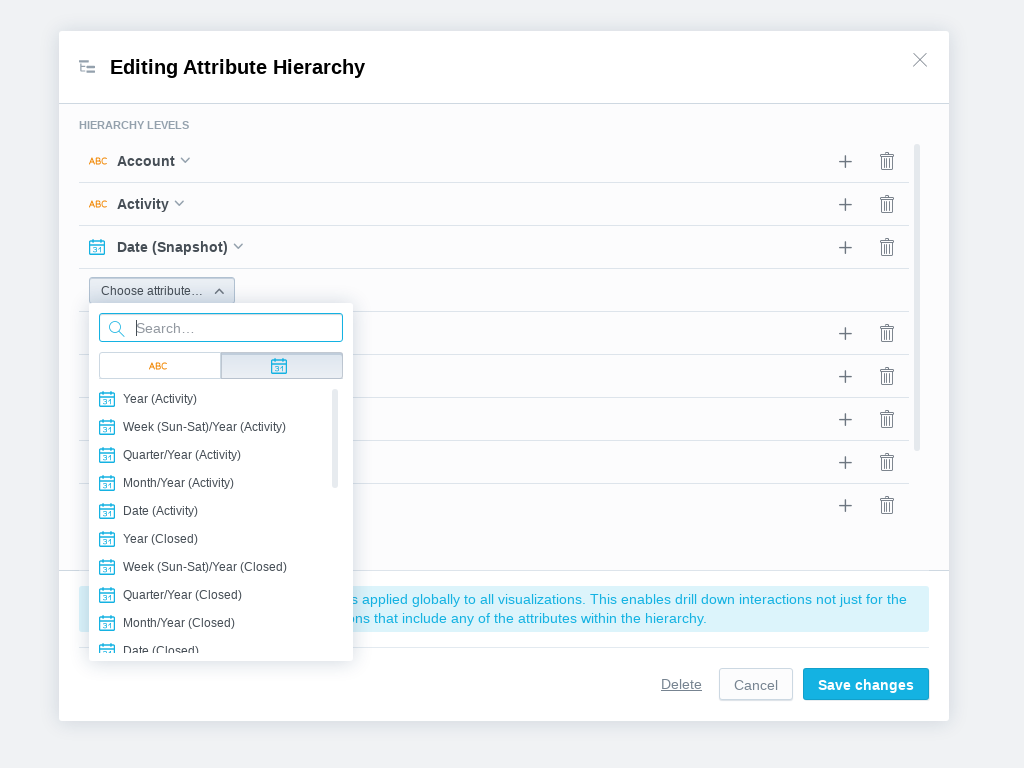 Editing Attribute Hierarchy
HIERARCHY LEVELS
ABC Account
ABC Activity
31 Date (Snapshot)
Choose attribute…
Search…
ABC 31
31 Year (Activity)
31 Week (Sun-Sat)/Year (Activity)
31 Quarter/Year (Activity)
31 Month/Year (Activity)
31 Date (Activity)
31 Year (Closed)
31 Week (Sun-Sat)/Year (Closed)
31 Quarter/Year (Closed)
31 Month/Year (Closed)
Date (Closed)
s applied globally to all visualizations. This enables drill down interactions not just for the
ons that include any of the attributes within the hierarchy.
Delete Cancel Save changes